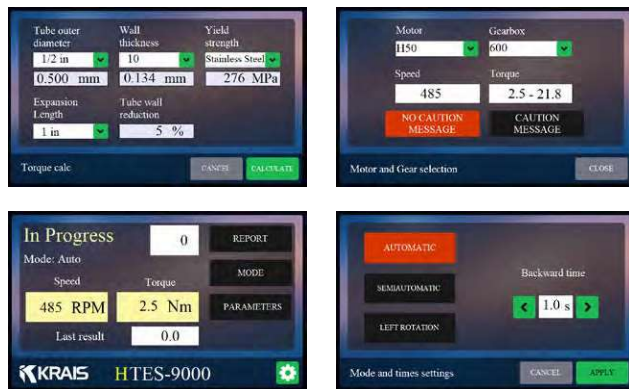 Tube outer diameter
Wall thickness
Yield strength
1/2 in
10
Stainless Steel
0.500 mm
0.134 mm
276 MPa
Expansion Length
Tube wall reduction
1 in
5 %
Torque calc
CANCEL
CALCULATE
Motor
Gearbox
H50
600
Speed
Torque
485
2.5 - 21.8
NO CAUTION MESSAGE
CAUTION MESSAGE
Motor and Gear selection
CLOSE
In Progress
0
REPORT
Mode: Auto
MODE
Speed
Torque
485 RPM
2.5 Nm
PARAMETERS
Last result
0.0
KRAIS
HTES-9000
AUTOMATIC
SEMIAUTOMATIC
LEFT ROTATION
Backward time
1.0 s
Mode and times settings
CANCEL
APPLY